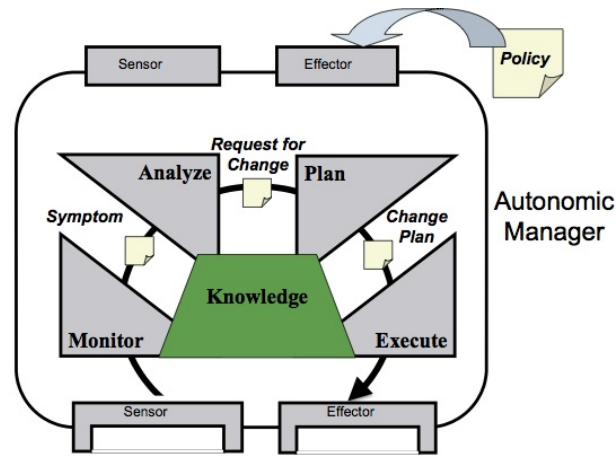 Sensor
Effector
Policy
Request for
Change
Analyze
Plan
Symptom
Change
Plan
Autonomic
Manager
Knowledge
Monitor
Execute
Sensor
Effector